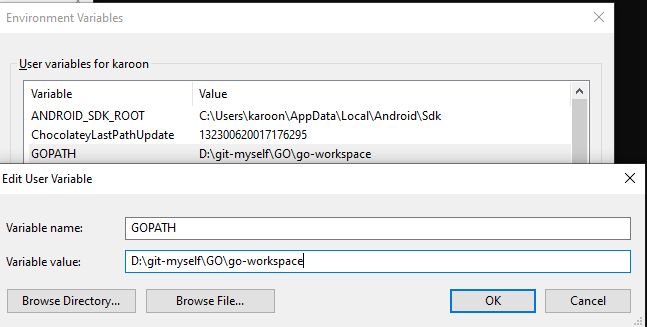 Environment Variables
User variables for karoon
Variable Value
ANDROID_SDK_ROOT C:\Users\karoon\AppData\Local\Android\Sdk
ChocolateyLastPathUpdate 132300620017176295
GOPATH D:\git-myself\GO\go-workspace
Edit User Variable
Variable name: GOPATH
Variable value: D:\git-myself\GO\go-workspace
Browse Directory... Browse File... OK Cancel